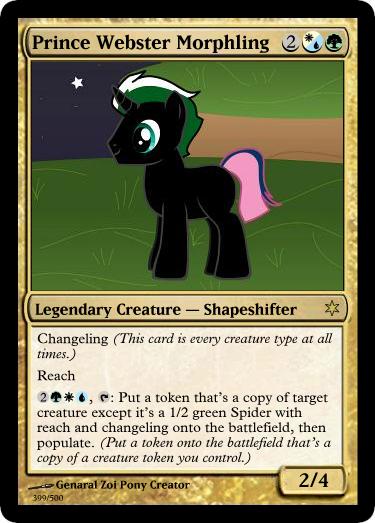 Prince Webster Morphling 2
Legendary Creature — Shapeshifter
Changeling (This card is every creature type at all
times.)
Reach
2, : Put a token that's a copy of target
creature except it's a 1/2 green Spider with
reach and changeling onto the battlefield, then
populate. (Put a token onto the battlefield that's a
copy of a creature token you control.)
2/4
Genaral Zoi Pony Creator
399/500